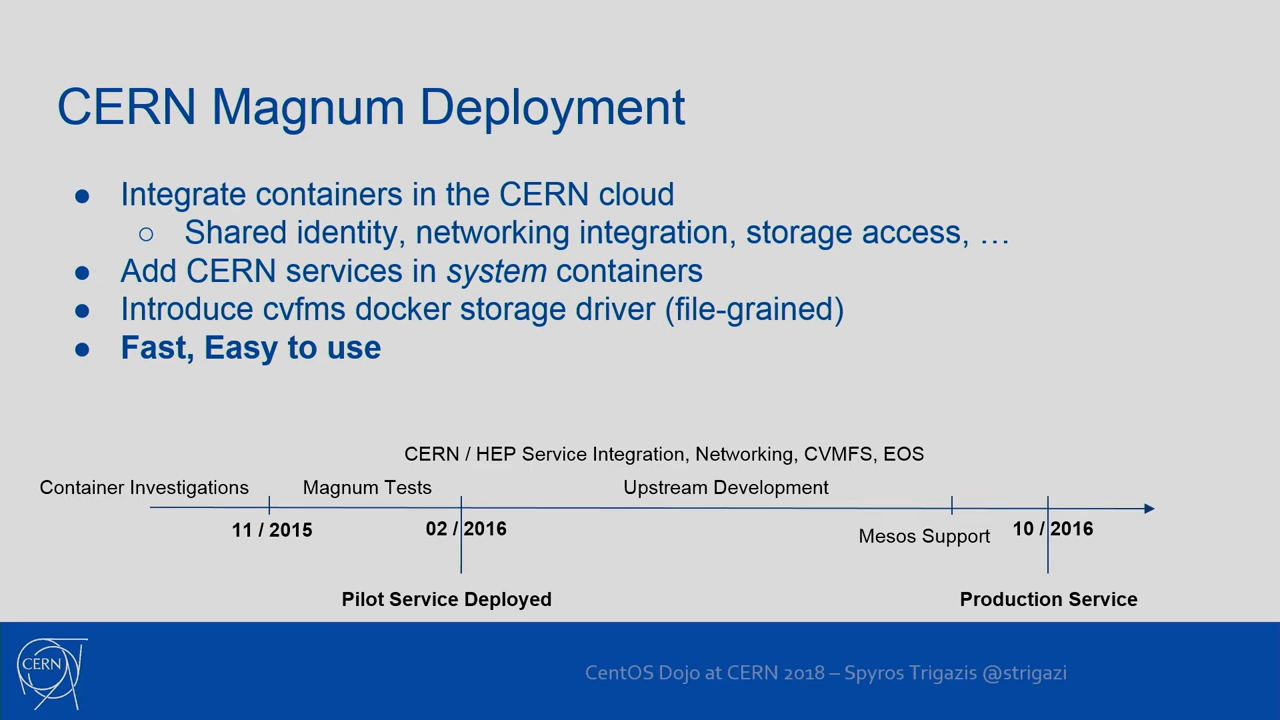 CERN Magnum Deployment
● Integrate containers in the CERN cloud
○ Shared identity, networking integration, storage access, …
● Add CERN services in system containers
● Introduce cvfms docker storage driver (file-grained)
● Fast, Easy to use
CERN / HEP Service Integration, Networking, CVMFS, EOS
Container Investigations Magnum Tests Upstream Development
11 / 2015 02 / 2016 Mesos Support 10 / 2016
Pilot Service Deployed Production Service
CERN
CentOS Dojo at CERN 2018 – Spyros Trigazis @strigazi